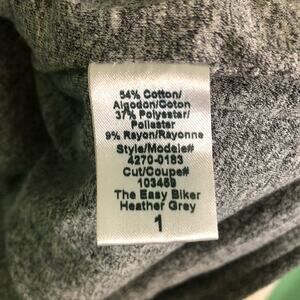 54% Cotton/
Algodon/Coton
37% Polyester/
Poliester
9% Rayon/Rayonne
Style/Modele#
4270-0183
Cut/Coupe#
103459
The Easy Biker
Heather Grey
1